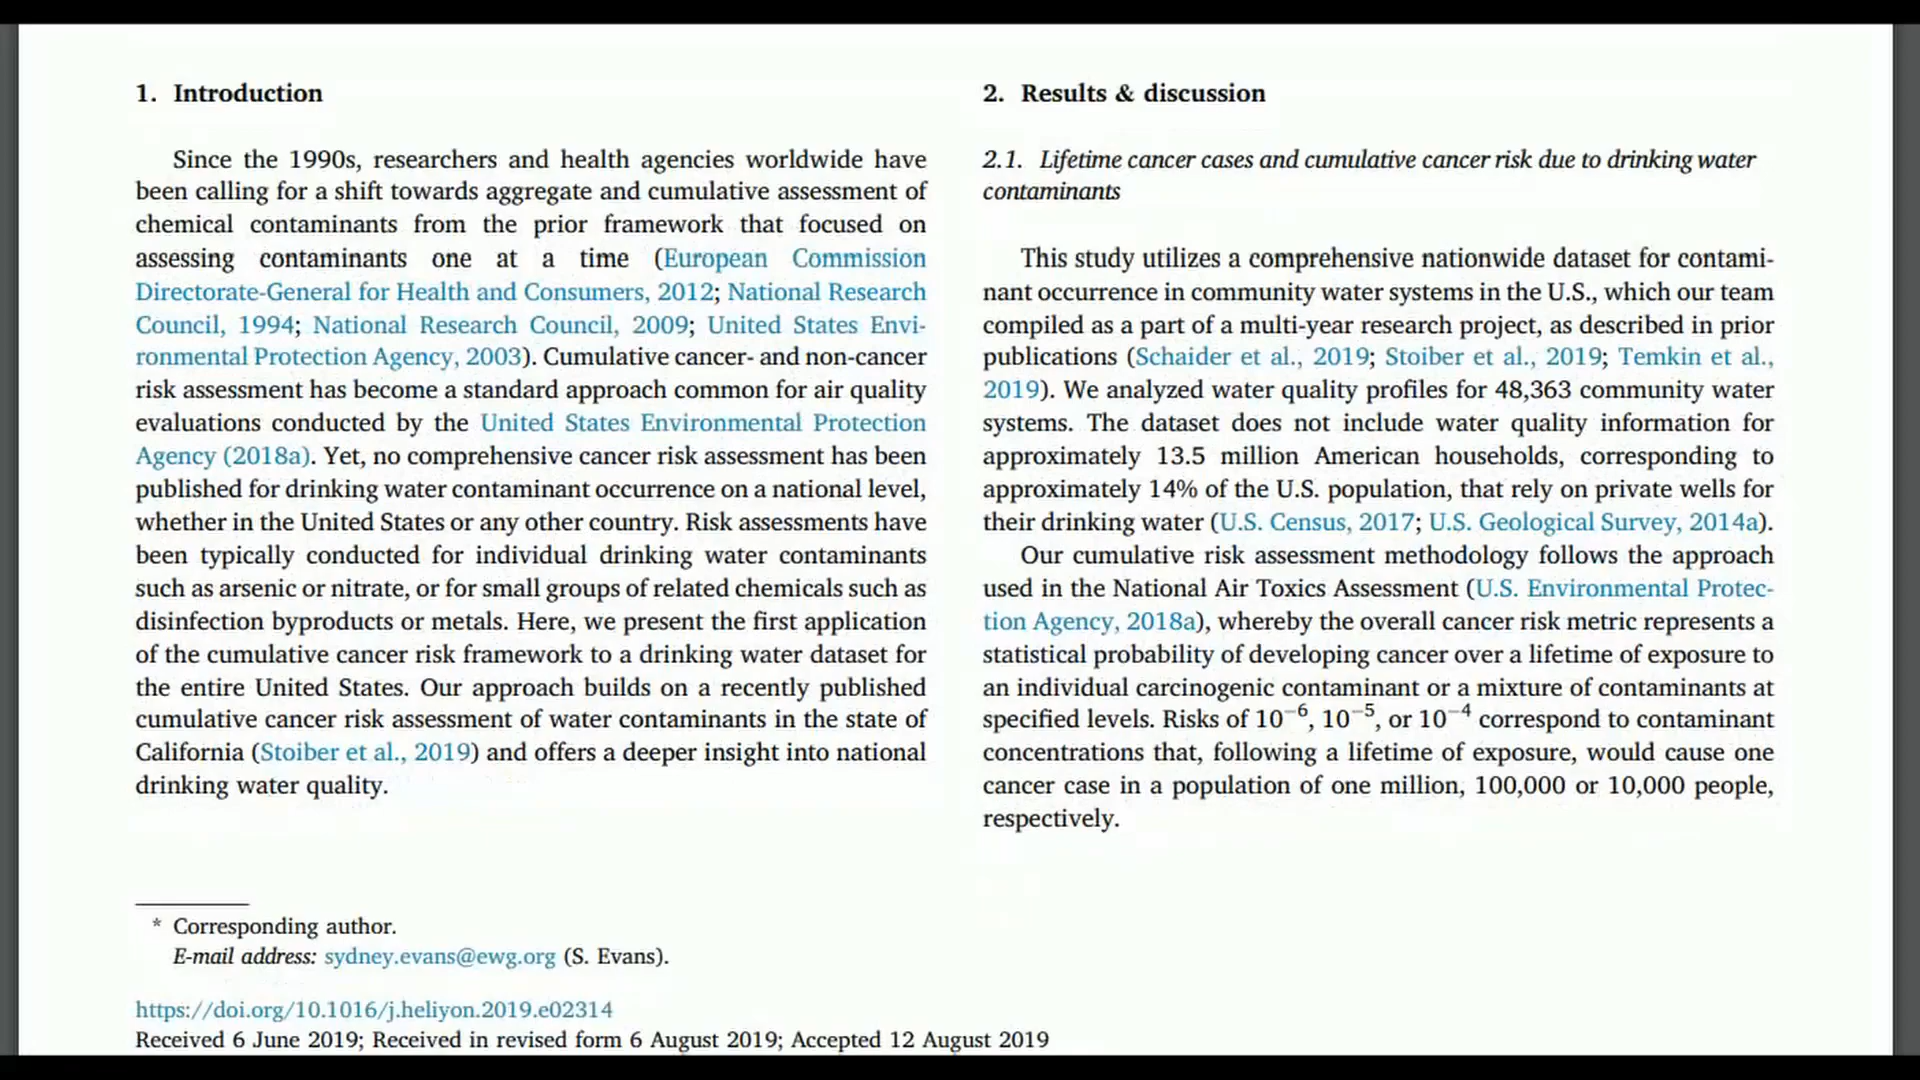 1. Introduction
Since the 1990s, researchers and health agencies worldwide have
been calling for a shift towards aggregate and cumulative assessment of
chemical contaminants from the prior framework that focused on
assessing contaminants one at a time (European Commission
Directorate-General for Health and Consumers, 2012; National Research
Council, 1994; National Research Council, 2009; United States Envi-
ronmental Protection Agency, 2003). Cumulative cancer- and non-cancer
risk assessment has become a standard approach common for air quality
evaluations conducted by the United States Environmental Protection
Agency (2018a). Yet, no comprehensive cancer risk assessment has been
published for drinking water contaminant occurrence on a national level,
whether in the United States or any other country. Risk assessments have
been typically conducted for individual drinking water contaminants
such as arsenic or nitrate, or for small groups of related chemicals such as
disinfection byproducts or metals. Here, we present the first application
of the cumulative cancer risk framework to a drinking water dataset for
the entire United States. Our approach builds on a recently published
cumulative cancer risk assessment of water contaminants in the state of
California (Stoiber et al., 2019) and offers a deeper insight into national
drinking water quality.
* Corresponding author.
E-mail address: sydney.evans@ewg.org (S. Evans).
https://doi.org/10.1016/j.heliyon.2019.e02314
Received 6 June 2019; Received in revised form 6 August 2019; Accepted 12 August 2019
2. Results & discussion
2.1. Lifetime cancer cases and cumulative cancer risk due to drinking water
contaminants
This study utilizes a comprehensive nationwide dataset for contami-
nant occurrence in community water systems in the U.S., which our team
compiled as a part of a multi-year research project, as described in prior
publications (Schaider et al., 2019; Stoiber et al., 2019; Temkin et al.,
2019). We analyzed water quality profiles for 48,363 community water
systems. The dataset does not include water quality information for
approximately 13.5 million American households, corresponding to
approximately 14% of the U.S. population, that rely on private wells for
their drinking water (U.S. Census, 2017; U.S. Geological Survey, 2014a).
Our cumulative risk assessment methodology follows the approach
used in the National Air Toxics Assessment (U.S. Environmental Protec-
tion Agency, 2018a), whereby the overall cancer risk metric represents a
statistical probability of developing cancer over a lifetime of exposure to
an individual carcinogenic contaminant or a mixture of contaminants at
specified levels. Risks of 10⁻⁶, 10⁻⁵, or 10⁻⁴ correspond to contaminant
concentrations that, following a lifetime of exposure, would cause one
cancer case in a population of one million, 100,000 or 10,000 people,
respectively.